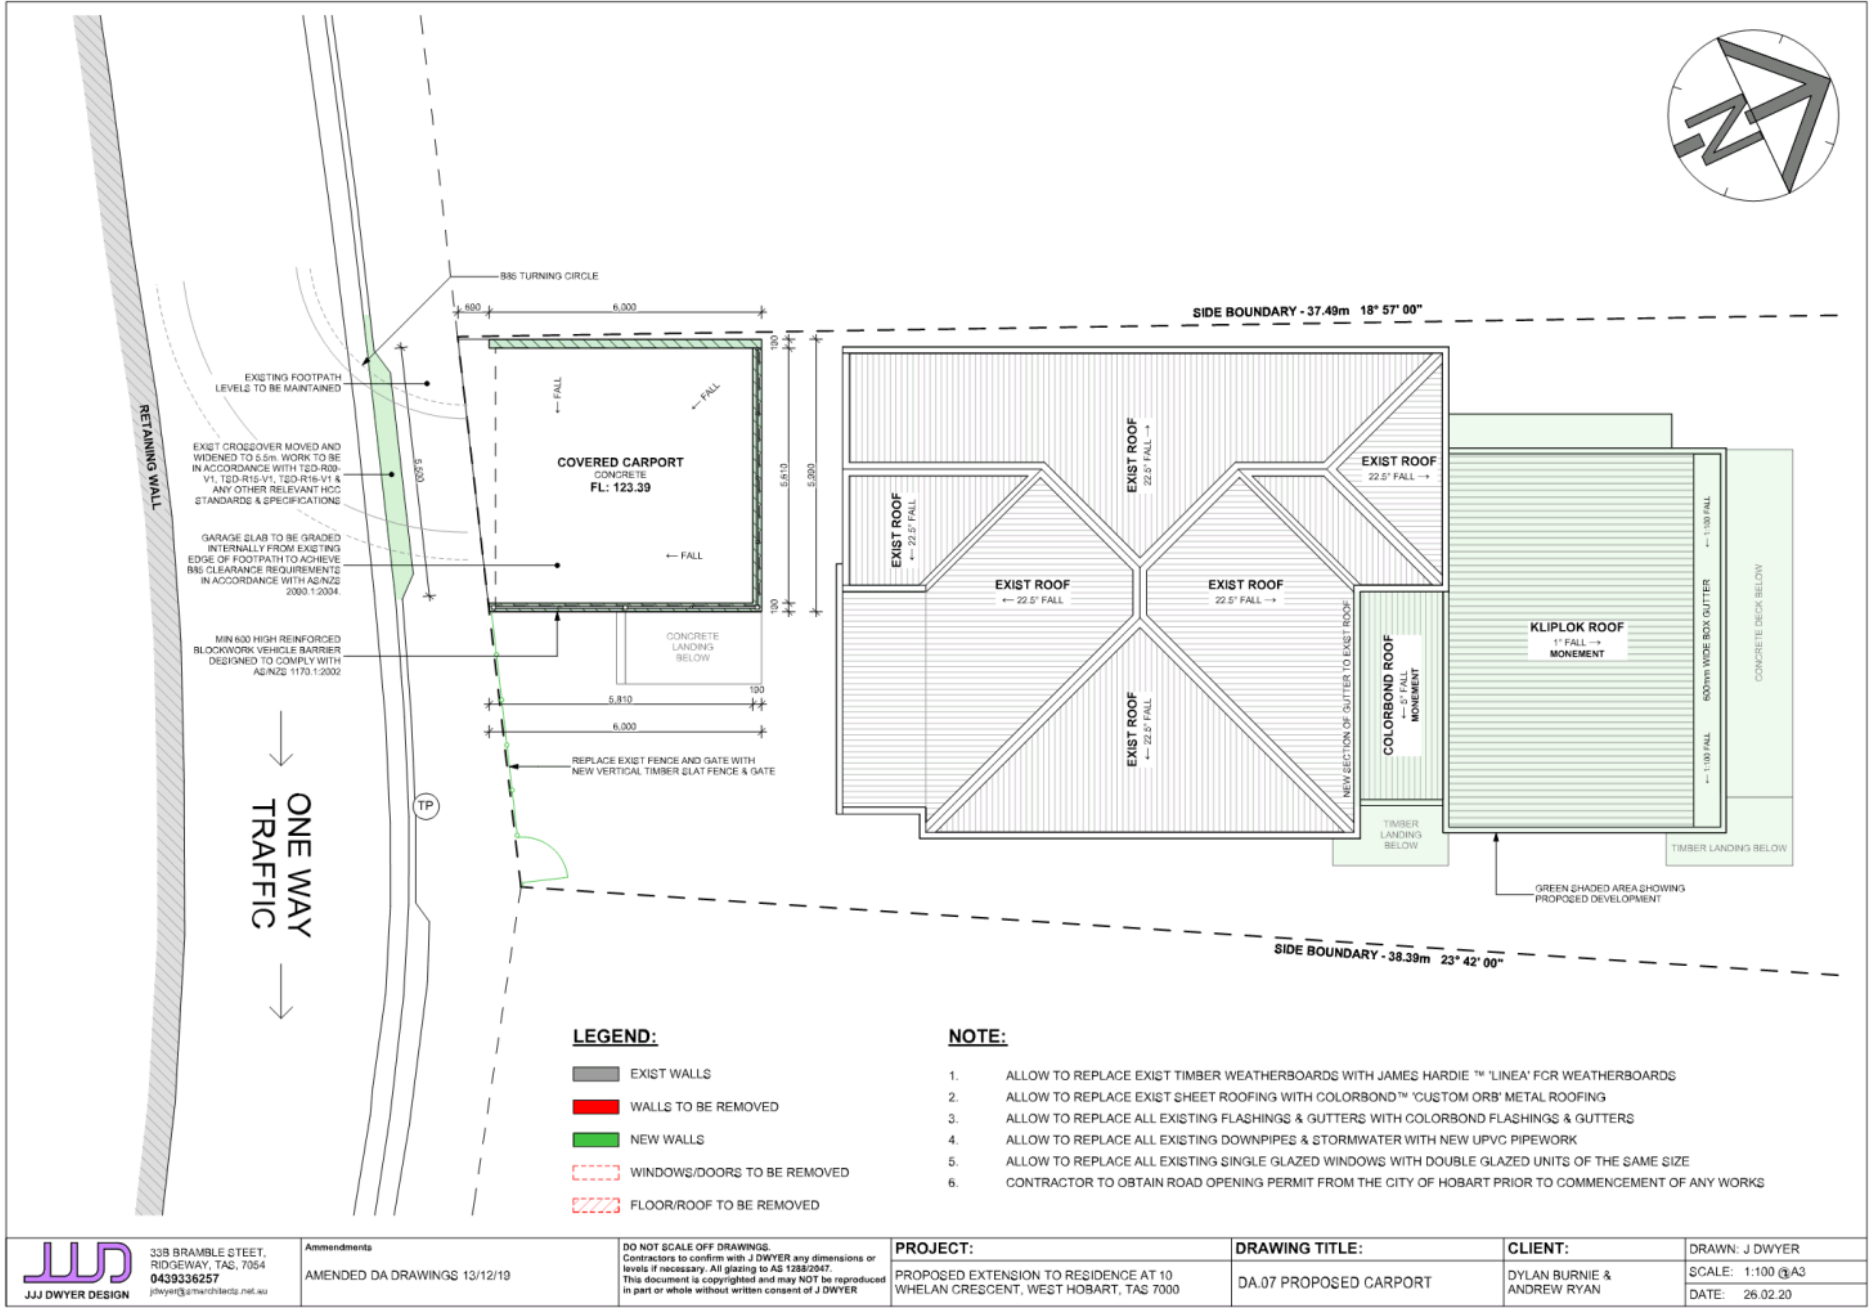 B85 TURNING CIRCLE
690
6,000
SIDE BOUNDARY - 37.49m 18° 57' 00"
EXISTING FOOTPATH
LEVELS TO BE MAINTAINED
EXIST CROSSOVER MOVED AND
WIDENED TO 5.5m. WORK TO BE
IN ACCORDANCE WITH TSD-R09-
V1, TSD-R15-V1, TSD-R16-V1 &
ANY OTHER RELEVANT HCC
STANDARDS & SPECIFICATIONS
GARAGE SLAB TO BE GRADED
INTERNALLY FROM EXISTING
EDGE OF FOOTPATH TO ACHIEVE
B85 CLEARANCE REQUIREMENTS
IN ACCORDANCE WITH AS/NZS
2890.1:2004.
MIN 600 HIGH REINFORCED
BLOCKWORK VEHICLE BARRIER
DESIGNED TO COMPLY WITH
AS/NZS 1170.1:2002
RETAINING WALL
5,500
← FALL
← FALL
COVERED CARPORT
CONCRETE
FL: 123.39
← FALL
190
5,610
190
5,990
CONCRETE
LANDING
BELOW
5,810
190
6,000
REPLACE EXIST FENCE AND GATE WITH
NEW VERTICAL TIMBER SLAT FENCE & GATE
TP
ONE WAY
TRAFFIC
N
EXIST ROOF
22.5° FALL →
EXIST ROOF
22.5° FALL →
EXIST ROOF
← 22.5° FALL
EXIST ROOF
← 22.5° FALL
EXIST ROOF
22.5° FALL →
EXIST ROOF
← 22.5° FALL
NEW SECTION OF GUTTER TO EXIST ROOF
COLORBOND ROOF
← 5° FALL
MONEMENT
KLIPLOK ROOF
1° FALL →
MONEMENT
← 1:100 FALL
600mm WIDE BOX GUTTER
← 1:100 FALL
CONCRETE DECK BELOW
TIMBER
LANDING
BELOW
TIMBER LANDING BELOW
GREEN SHADED AREA SHOWING
PROPOSED DEVELOPMENT
SIDE BOUNDARY - 38.39m 23° 42' 00"
LEGEND:
EXIST WALLS
WALLS TO BE REMOVED
NEW WALLS
WINDOWS/DOORS TO BE REMOVED
FLOOR/ROOF TO BE REMOVED
NOTE:
1. ALLOW TO REPLACE EXIST TIMBER WEATHERBOARDS WITH JAMES HARDIE ™ 'LINEA' FCR WEATHERBOARDS
2. ALLOW TO REPLACE EXIST SHEET ROOFING WITH COLORBOND™ 'CUSTOM ORB' METAL ROOFING
3. ALLOW TO REPLACE ALL EXISTING FLASHINGS & GUTTERS WITH COLORBOND FLASHINGS & GUTTERS
4. ALLOW TO REPLACE ALL EXISTING DOWNPIPES & STORMWATER WITH NEW UPVC PIPEWORK
5. ALLOW TO REPLACE ALL EXISTING SINGLE GLAZED WINDOWS WITH DOUBLE GLAZED UNITS OF THE SAME SIZE
6. CONTRACTOR TO OBTAIN ROAD OPENING PERMIT FROM THE CITY OF HOBART PRIOR TO COMMENCEMENT OF ANY WORKS
JJD
JJJ DWYER DESIGN
33B BRAMBLE STEET,
RIDGEWAY, TAS, 7054
0439336257
jdwyer@smarchitects.net.au
Ammendments
AMENDED DA DRAWINGS 13/12/19
DO NOT SCALE OFF DRAWINGS.
Contractors to confirm with J DWYER any dimensions or
levels if necessary. All glazing to AS 1288/2047.
This document is copyrighted and may NOT be reproduced
in part or whole without written consent of J DWYER
PROJECT:
PROPOSED EXTENSION TO RESIDENCE AT 10
WHELAN CRESCENT, WEST HOBART, TAS 7000
DRAWING TITLE:
DA.07 PROPOSED CARPORT
CLIENT:
DYLAN BURNIE &
ANDREW RYAN
DRAWN: J DWYER
SCALE: 1:100 @A3
DATE: 26.02.20